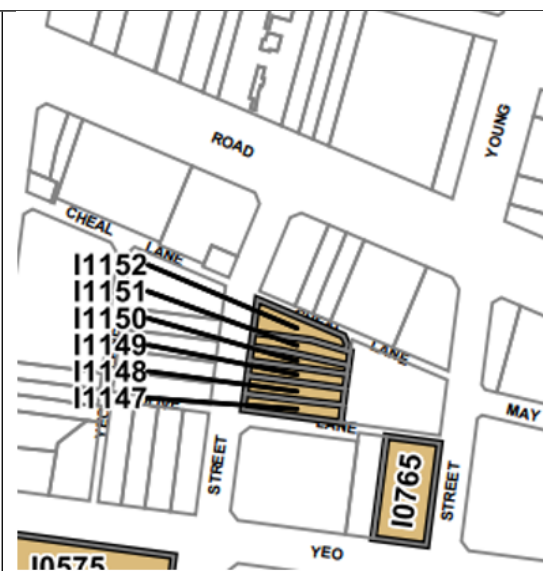 YOUNG
ROAD
CHEAL
LANE
I1152
I1151
I1150
I1149
I1148
I1147
LANE
MAY
LANE
STREET
I0765
STREET
YEO
I0575